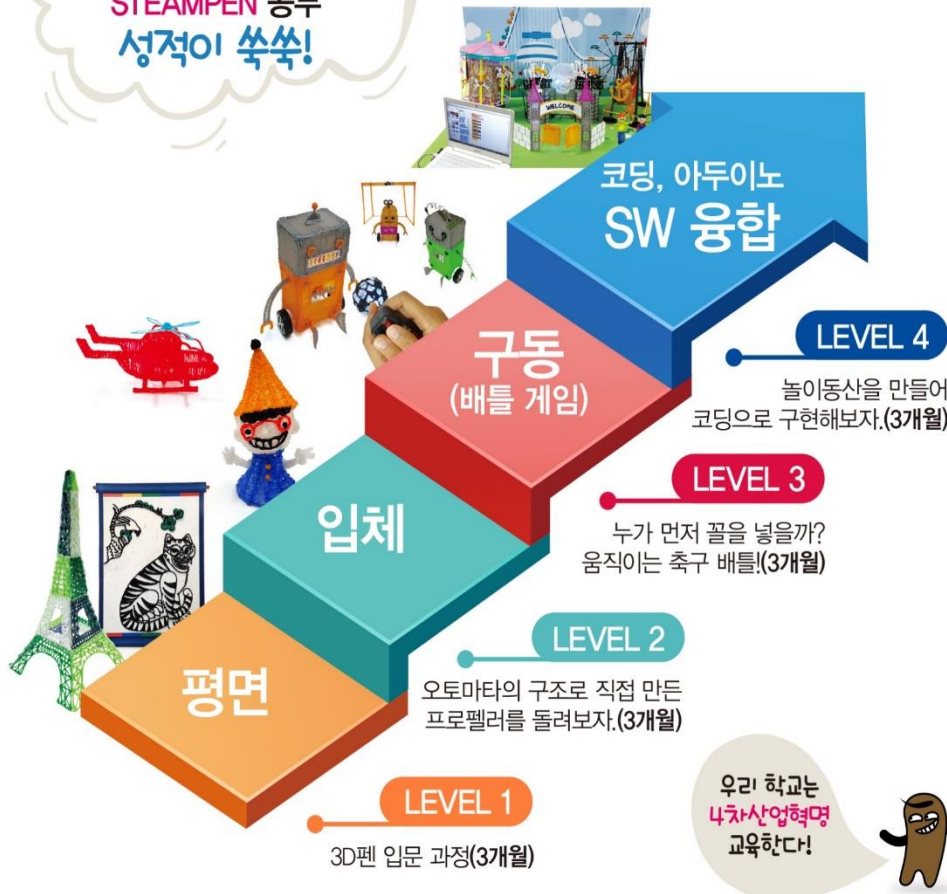 STEAMPEN 공부
성적이 쑥쑥!
WELCOME
코딩, 아두이노
SW 융합
LEVEL 4
놀이동산을 만들어
코딩으로 구현해보자.(3개월)
구동
(배틀 게임)
LEVEL 3
누가 먼저 꼴을 넣을까?
움직이는 축구 배틀!(3개월)
입체
LEVEL 2
오토마타의 구조로 직접 만든
프로펠러를 돌려보자.(3개월)
평면
LEVEL 1
3D펜 입문 과정(3개월)
우리 학교는
4차산업혁명
교육한다!